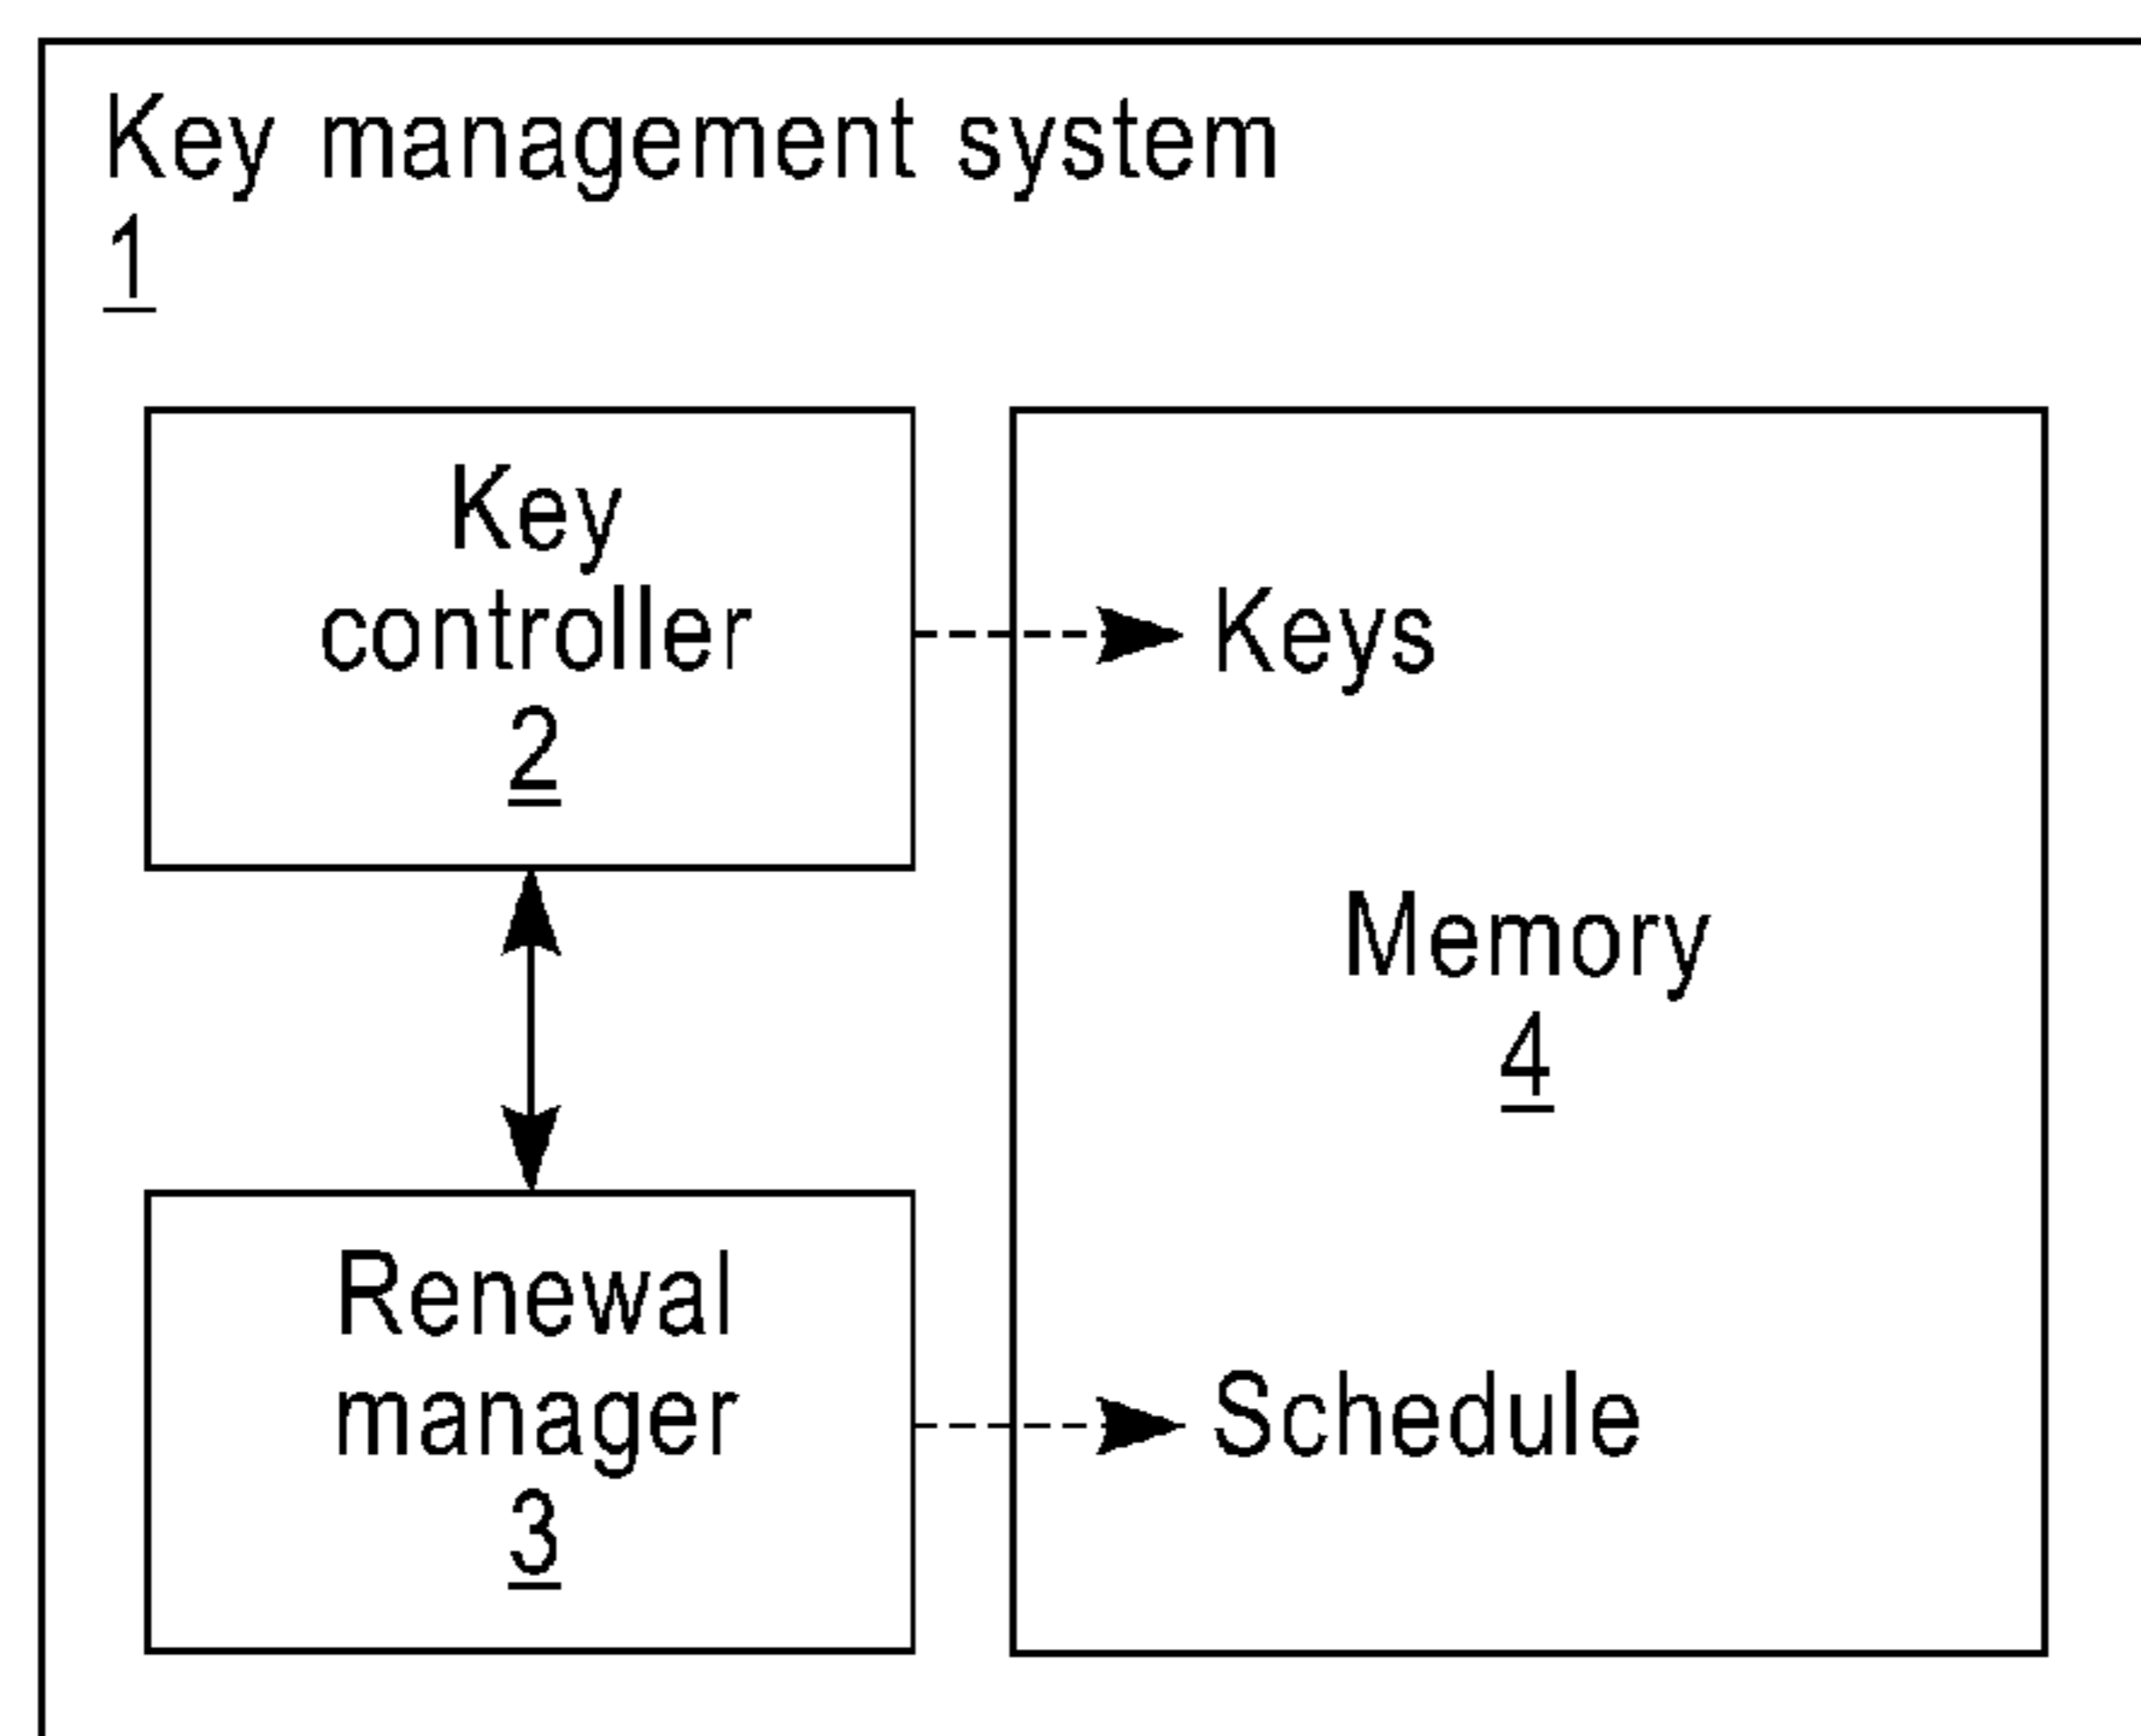 Key management system
1
Key
controller
2
Keys
Memory
4
Renewal
manager
3
Schedule